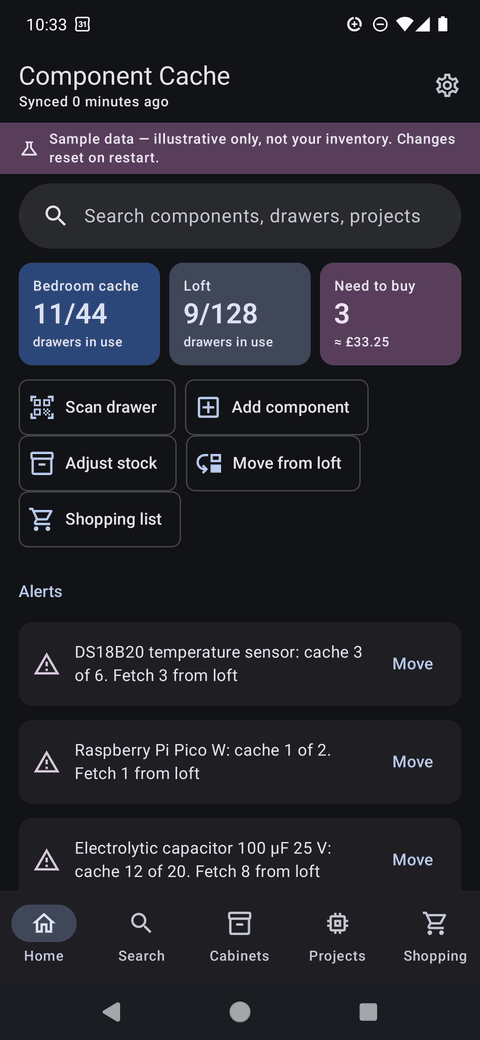 10:33 31
Component Cache
Synced 0 minutes ago
Sample data — illustrative only, not your inventory. Changes
reset on restart.
Search components, drawers, projects
Bedroom cache
11/44
drawers in use
Loft
9/128
drawers in use
Need to buy
3
≈ £33.25
Scan drawer
Add component
Adjust stock
Move from loft
Shopping list
Alerts
DS18B20 temperature sensor: cache 3
of 6. Fetch 3 from loft
Move
Raspberry Pi Pico W: cache 1 of 2.
Fetch 1 from loft
Move
Electrolytic capacitor 100 µF 25 V:
cache 12 of 20. Fetch 8 from loft
Move
Home
Search
Cabinets
Projects
Shopping